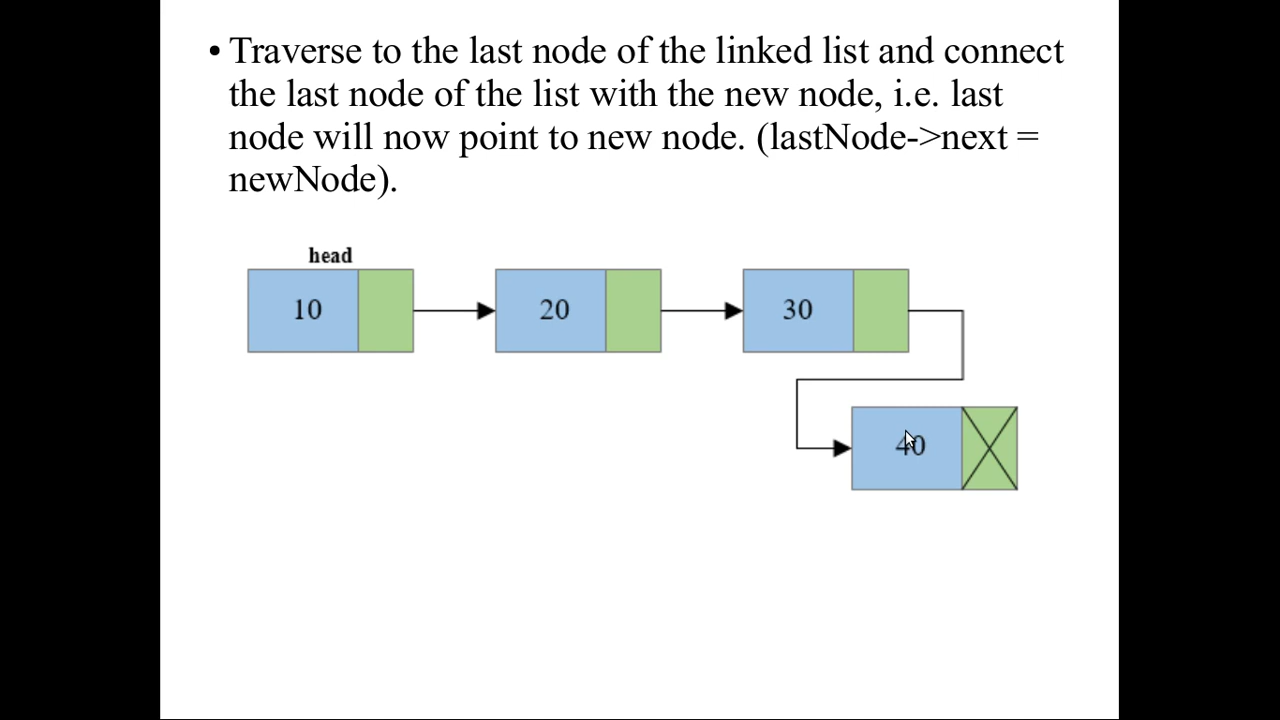 • Traverse to the last node of the linked list and connect
the last node of the list with the new node, i.e. last
node will now point to new node. (lastNode->next =
newNode).
head
10 20 30
40